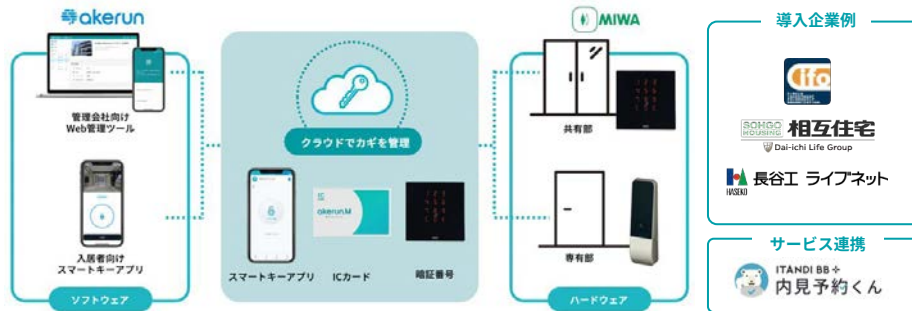 akerun
管理会社向け
Web管理ツール
入居者向け
スマートキーアプリ
ソフトウェア
クラウドでカギを管理
akerun.M
スマートキーアプリ
ICカード
暗証番号
MIWA
共有部
専有部
ハードウェア
導入企業例
Cifo
SOHGO
HOUSING
相互住宅
Dai-ichi Life Group
HASEKO
長谷工 ライブネット
サービス連携
ITANDI BB +
内見予約くん